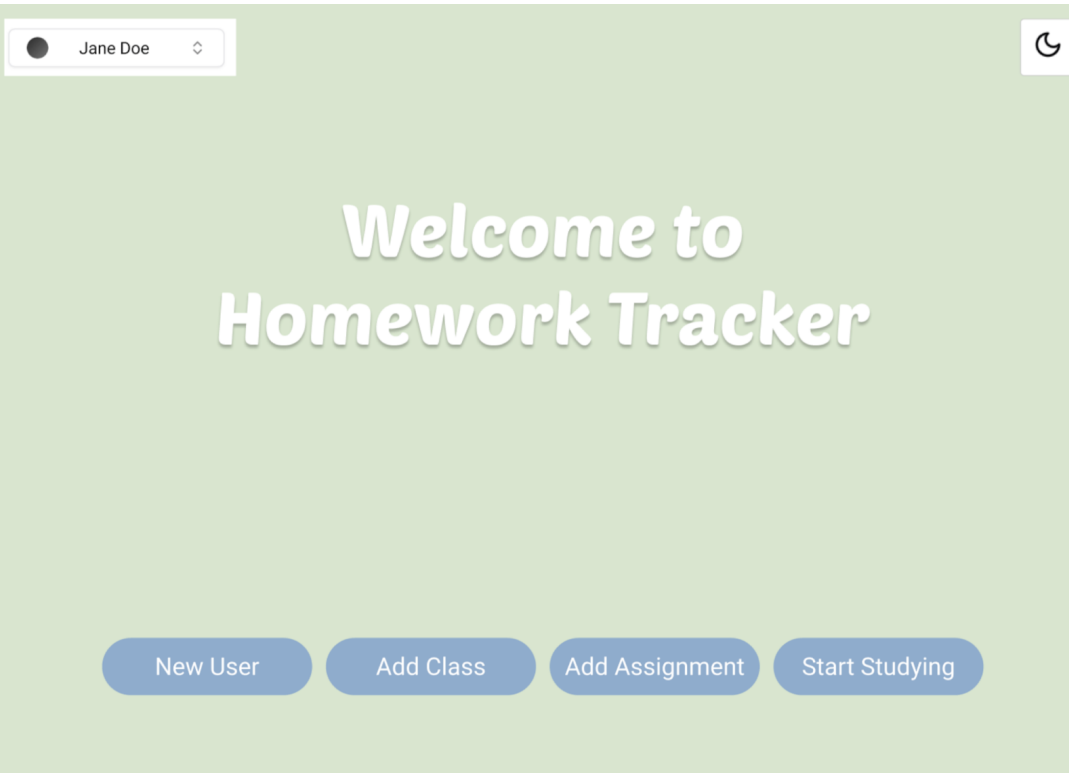 Jane Doe
Welcome to
Homework Tracker
New User
Add Class
Add Assignment
Start Studying